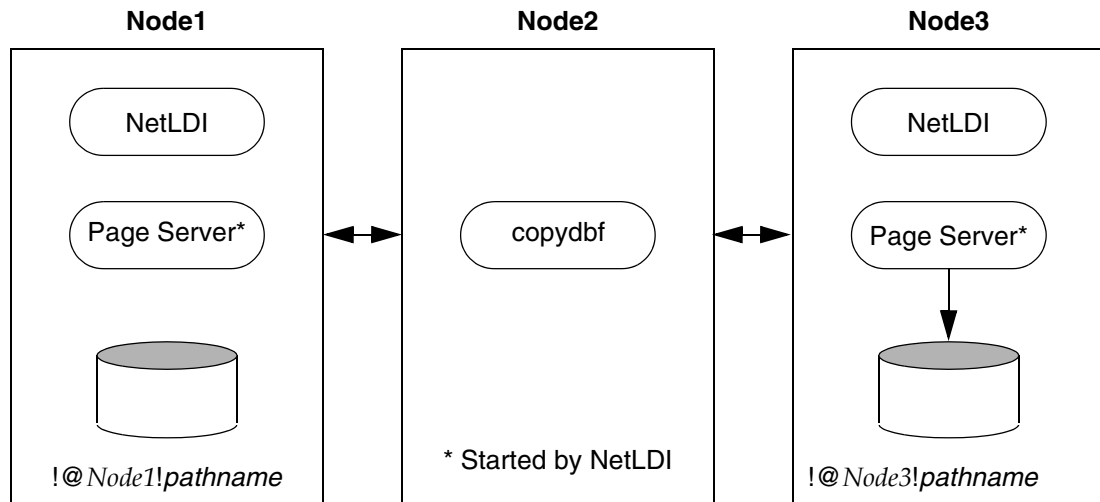 Node1
Node2
Node3
NetLDI
NetLDI
Page Server*
copydbf
Page Server*
* Started by NetLDI
!@Node1!pathname
!@Node3!pathname